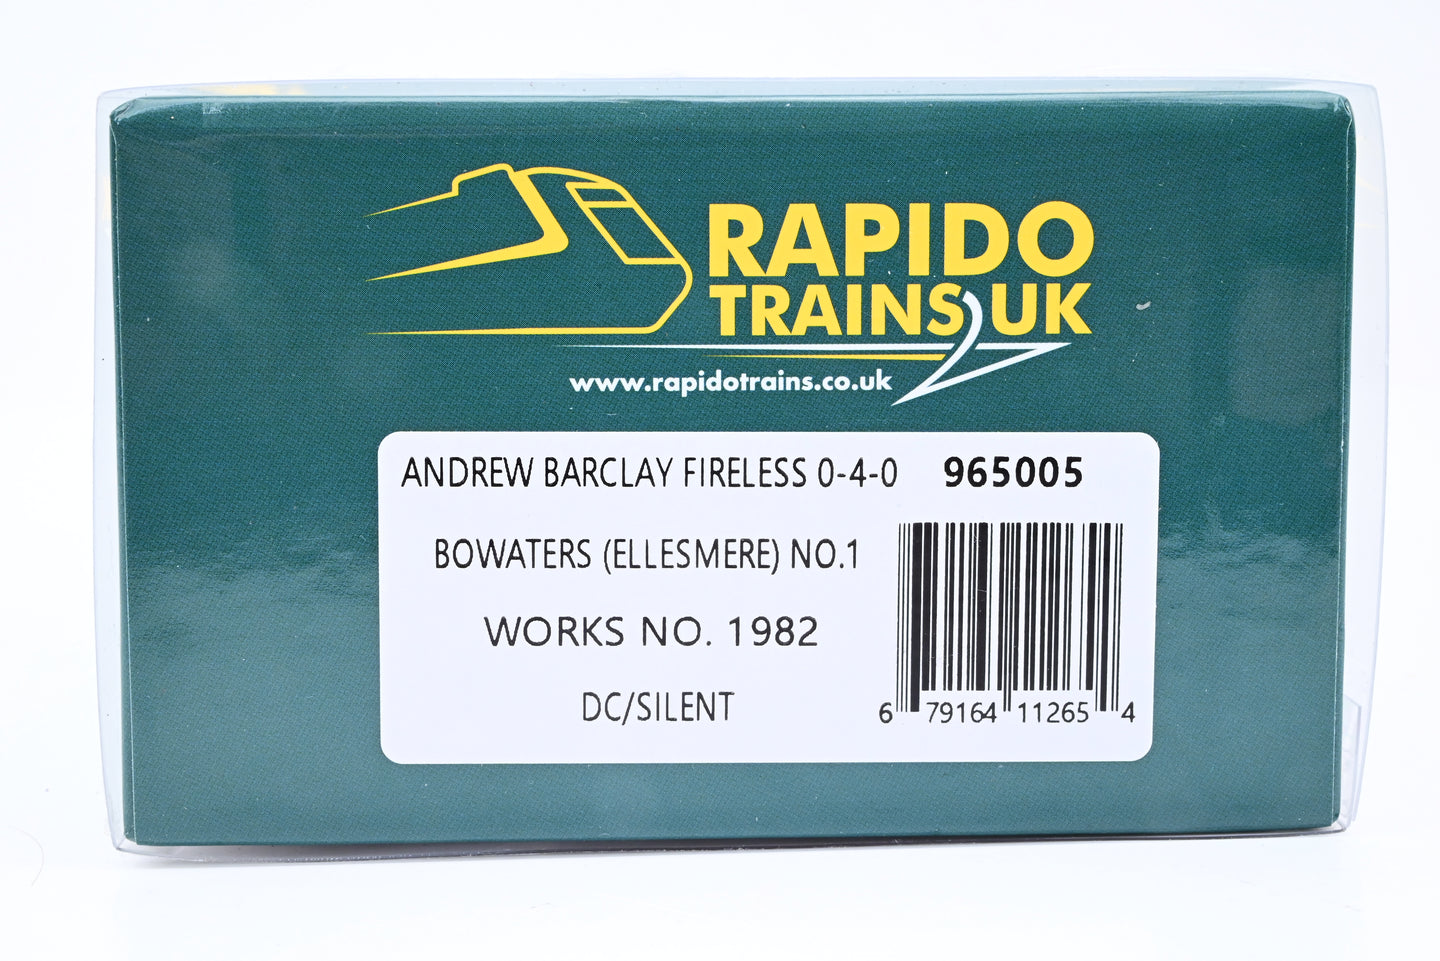 RAPIDO
TRAINS UK
www.rapidotrains.co.uk
ANDREW BARCLAY FIRELESS 0-4-0 965005
BOWATERS (ELLESMERE) NO.1
WORKS NO. 1982
DC/SILENT
6 79164 11265 4